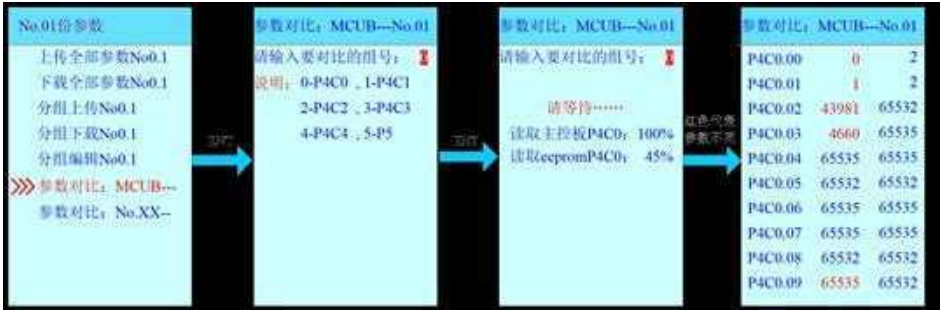 No.01份参数
上传全部参数No0.1
下载全部参数No0.1
分组上传No0.1
分组下载No0.1
分组编辑No0.1
参数对比：MCUB---
参数对比：No.XX--
参数对比：MCUB---No.01
请输入要对比的组号：
说明：0-P4C0，1-P4C1
2-P4C2，3-P4C3
4-P4C4，5-P5
参数对比：MCUB---No.01
请输入要对比的组号：
请等待……
读取主控板P4C0：100%
读取eepromP4C0：45%
红色代表
参数不同
参数对比：MCUB---No.01
P4C0.00 0 2
P4C0.01 1 2
P4C0.02 43981 65532
P4C0.03 4660 65535
P4C0.04 65535 65535
P4C0.05 65532 65532
P4C0.06 65535 65535
P4C0.07 65535 65535
P4C0.08 65532 65532
P4C0.09 65535 65532